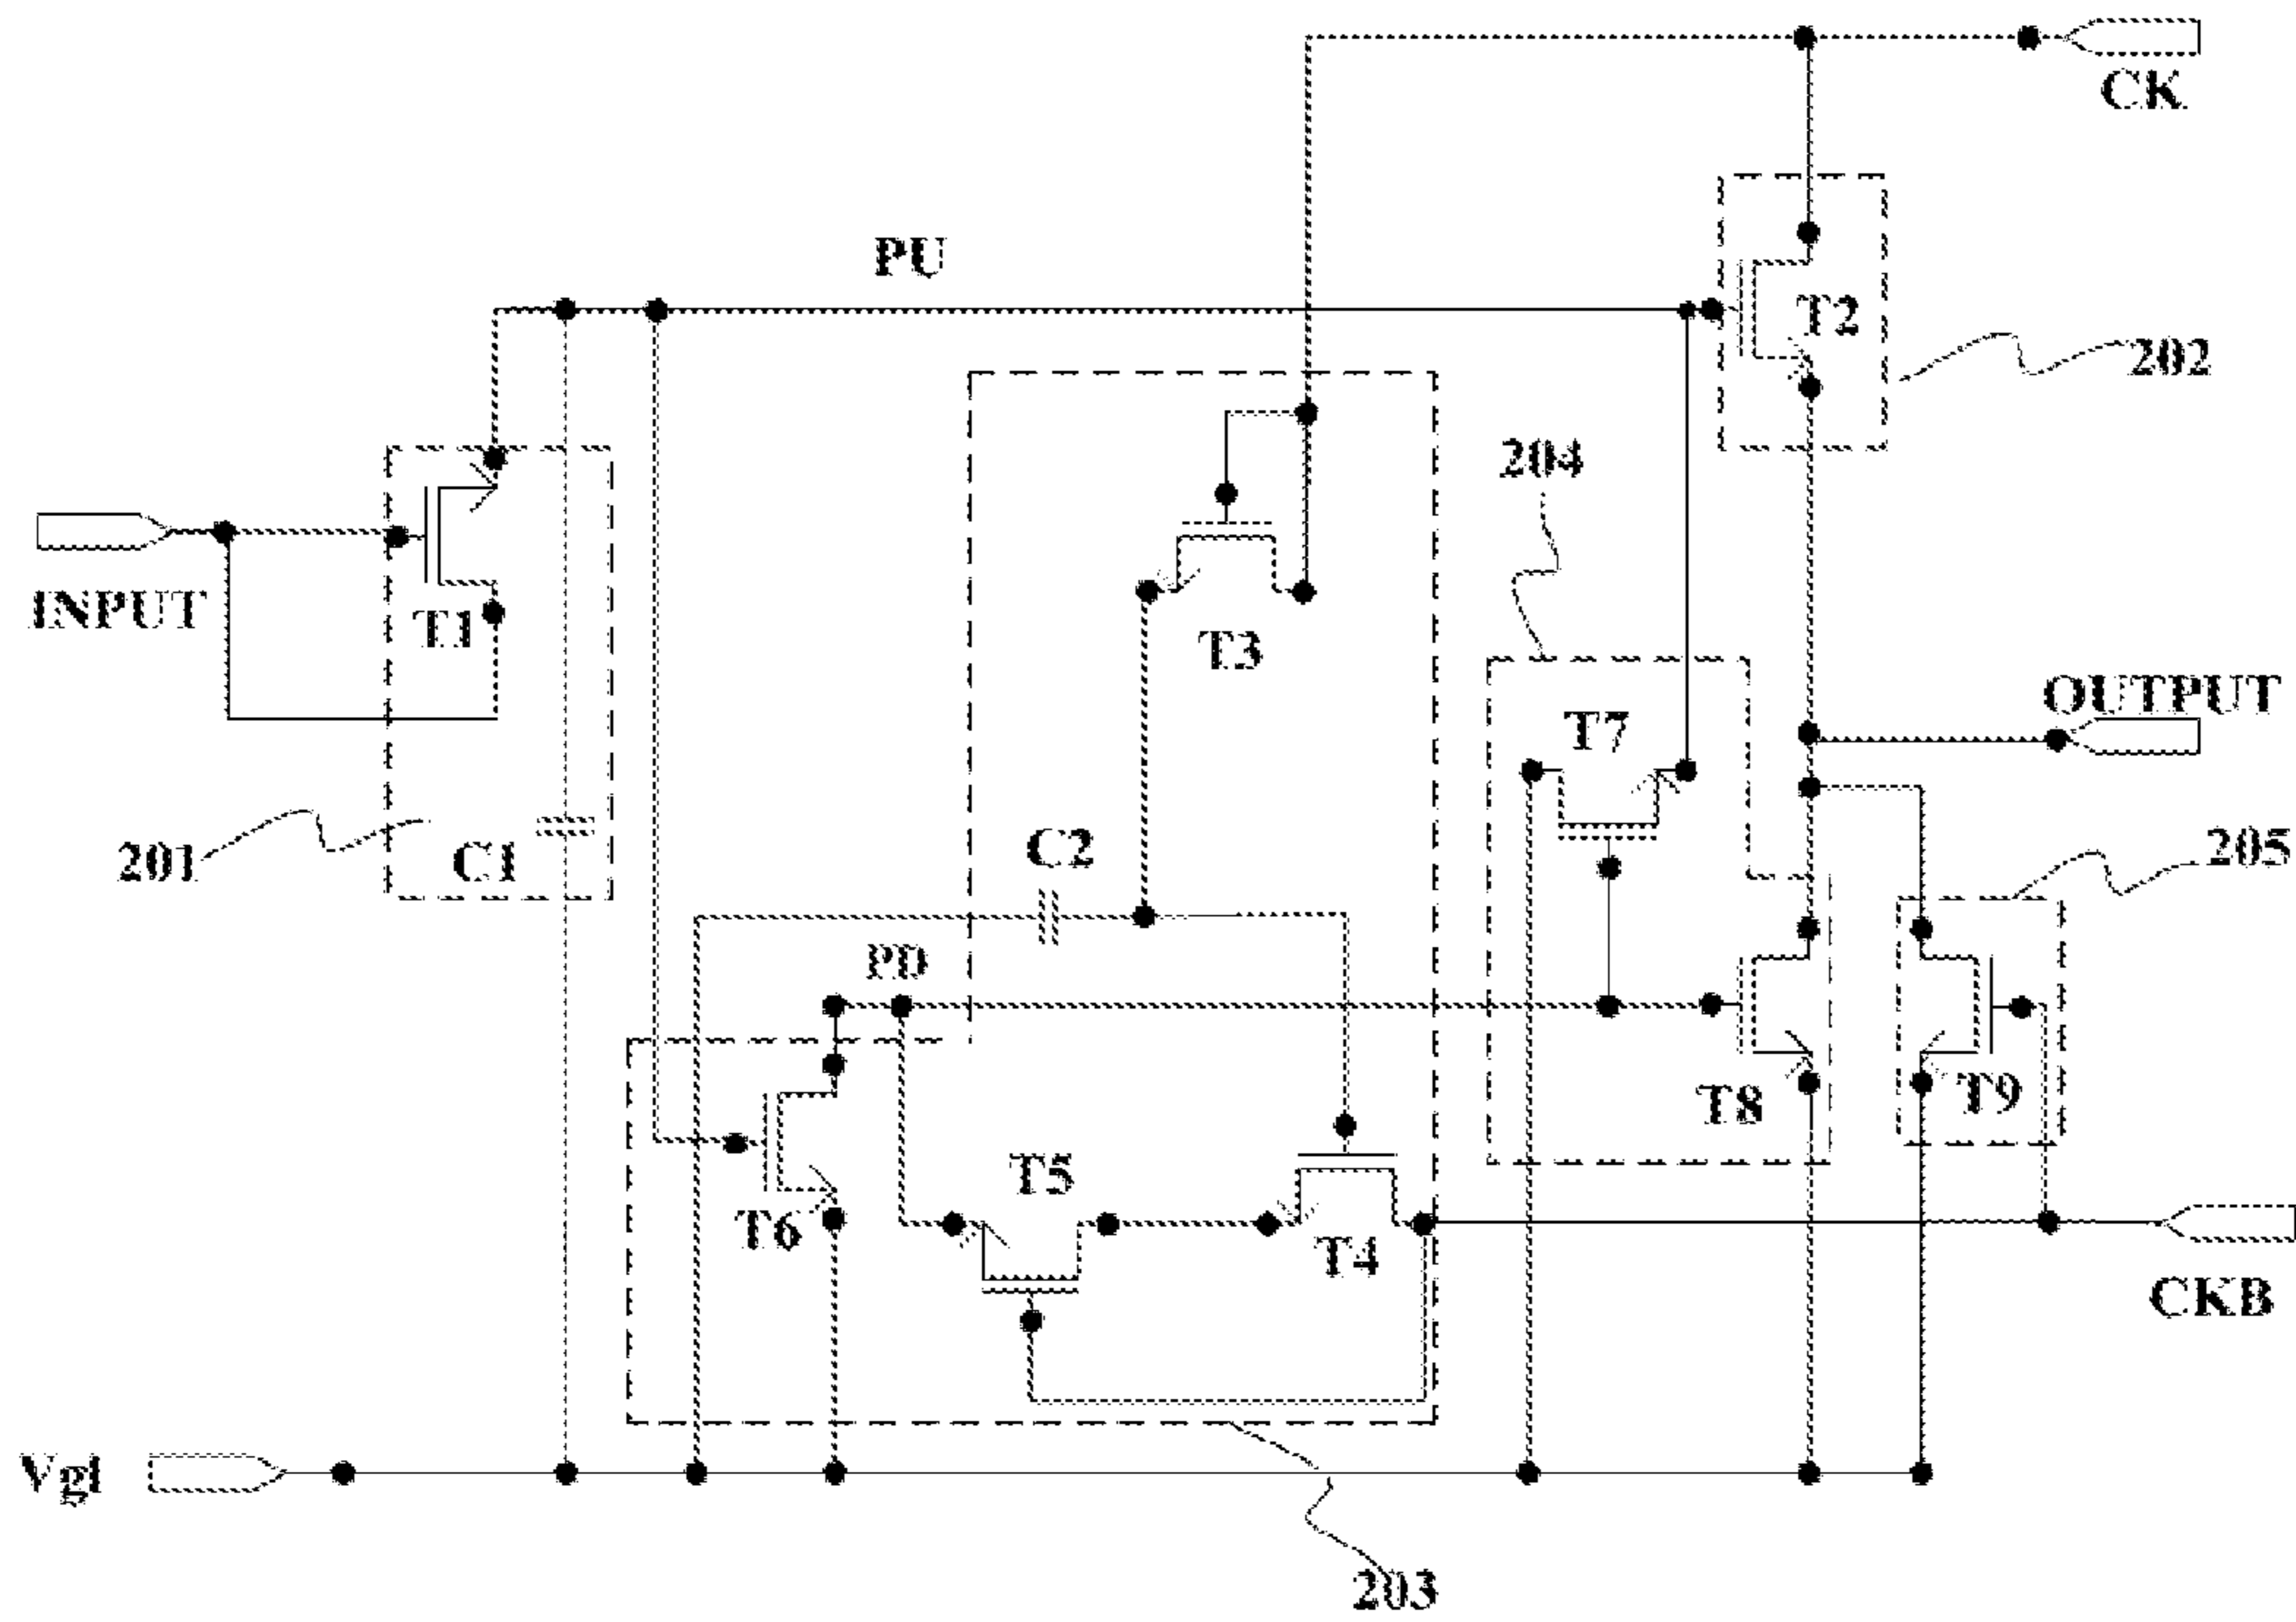 CK
PU
T2
202
204
INPUT
T1
T3
OUTPUT
T7
201
C1
C2
205
PD
T8
T9
T5
T6
T4
CKB
Vgl
203